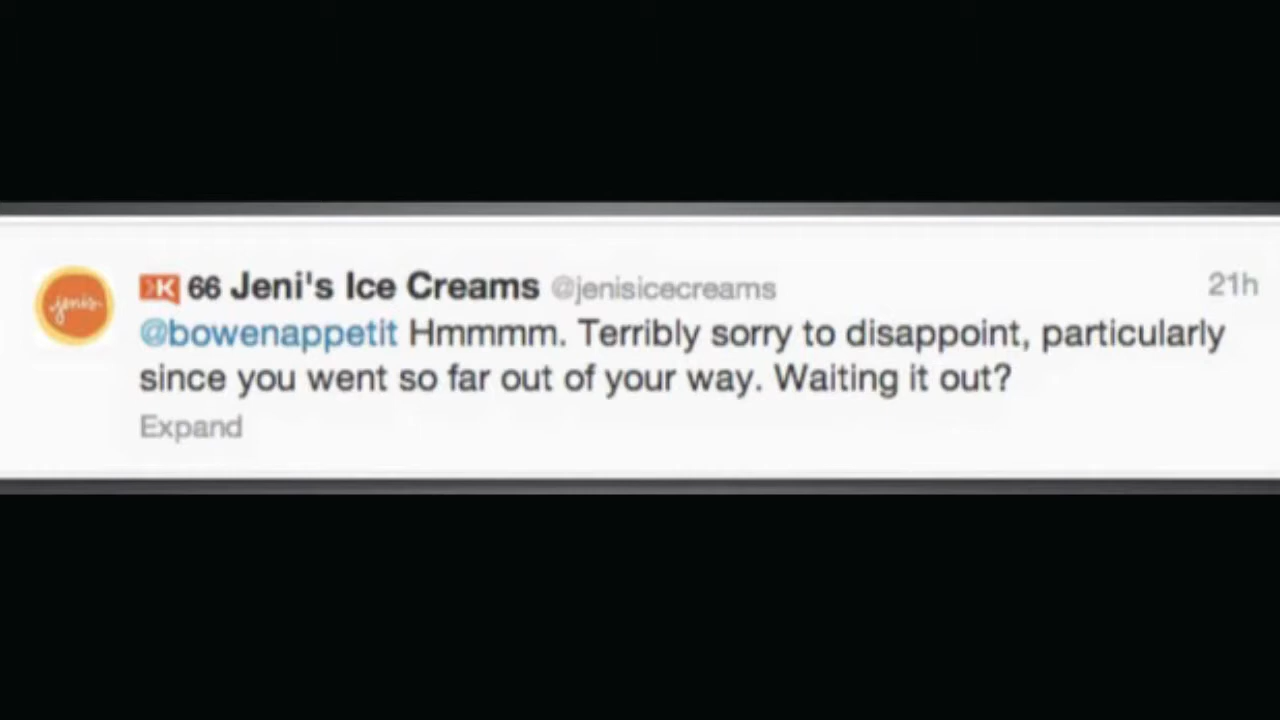 jenis
K 66 Jeni's Ice Creams @jenisicecreams 21h
@bowenappetit Hmmmm. Terribly sorry to disappoint, particularly
since you went so far out of your way. Waiting it out?
Expand